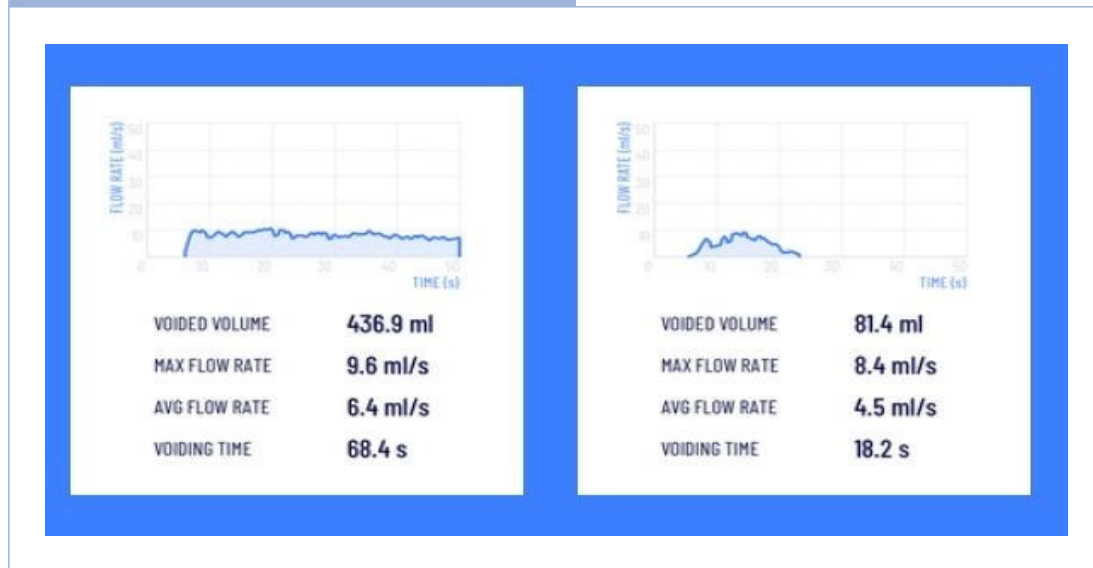 FLOW RATE (ml/s)
50
40
30
20
10
0 10 20 30 40 50
TIME (s)
VOIDED VOLUME 436.9 ml
MAX FLOW RATE 9.6 ml/s
AVG FLOW RATE 6.4 ml/s
VOIDING TIME 68.4 s
FLOW RATE (ml/s)
50
40
30
20
10
0 10 20 30 40 50
TIME (s)
VOIDED VOLUME 81.4 ml
MAX FLOW RATE 8.4 ml/s
AVG FLOW RATE 4.5 ml/s
VOIDING TIME 18.2 s